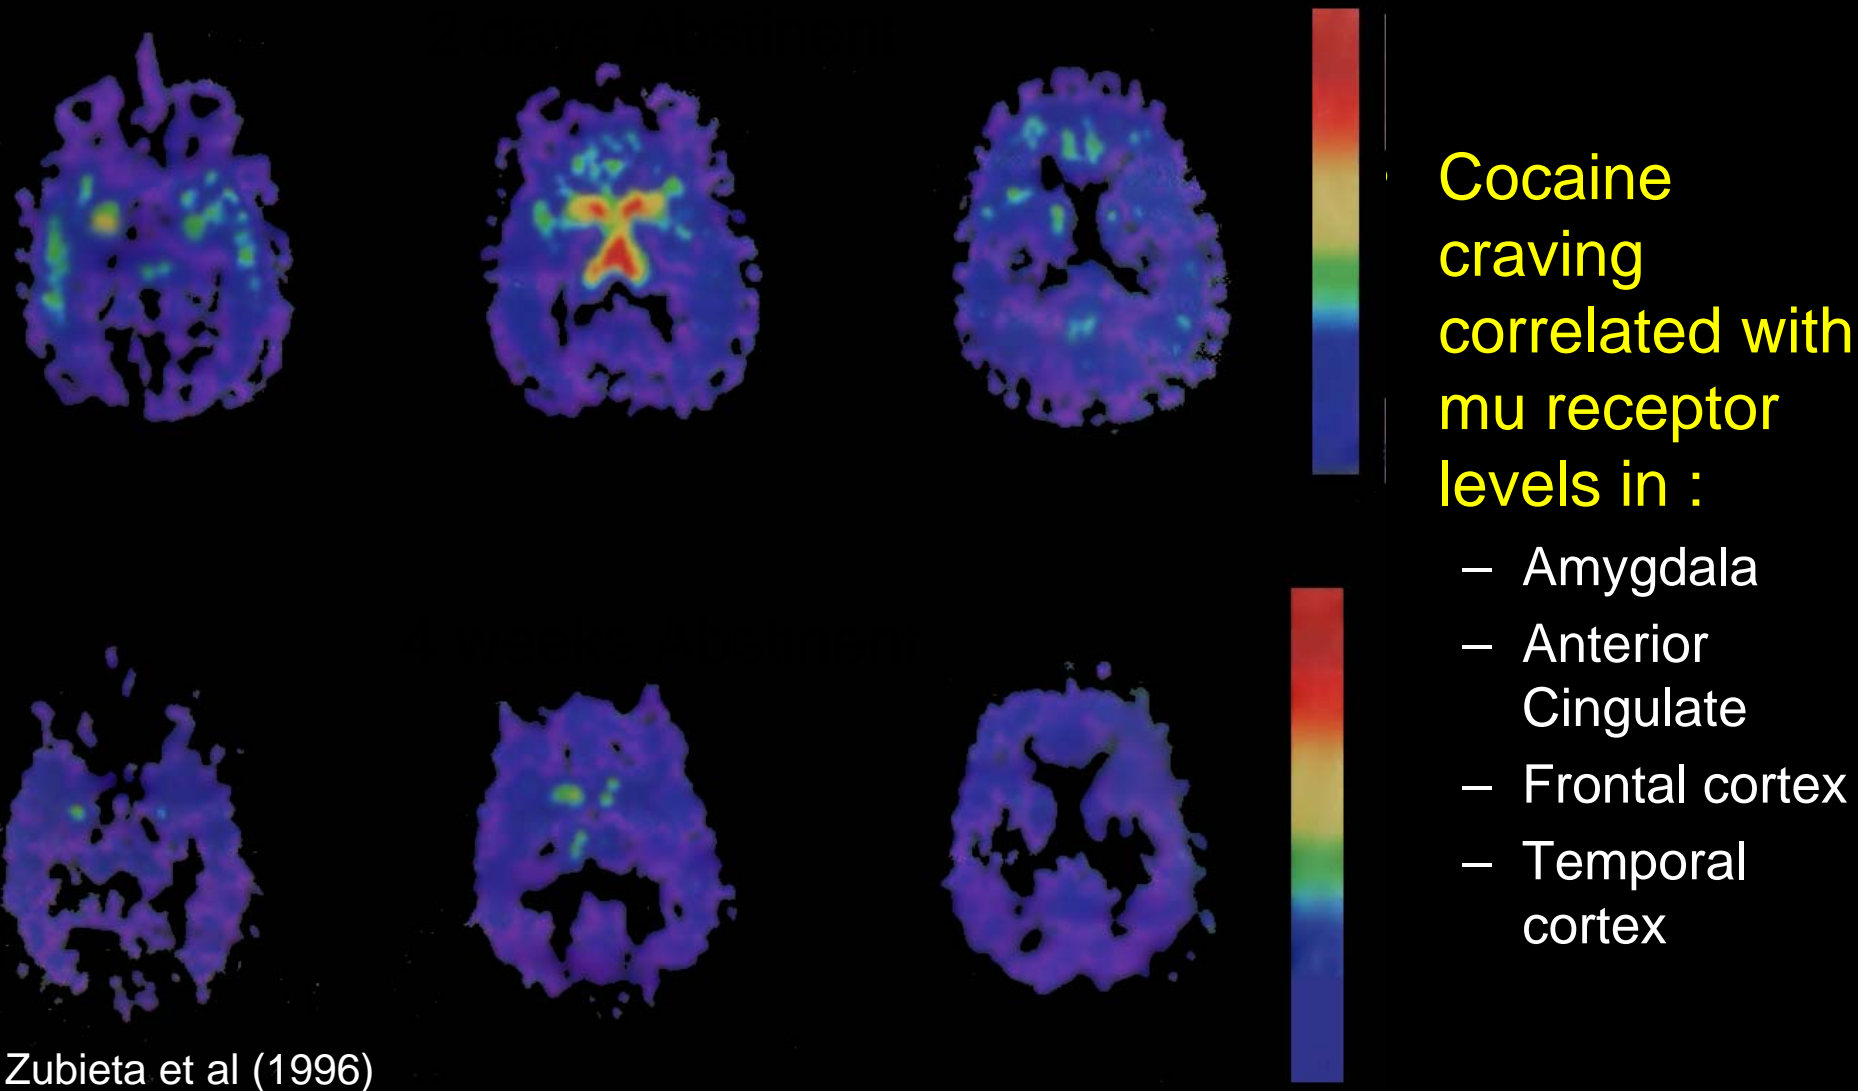 Cocaine
craving
correlated with
mu receptor
levels in :
– Amygdala
– Anterior
Cingulate
– Frontal cortex
– Temporal
cortex
Zubieta et al (1996)